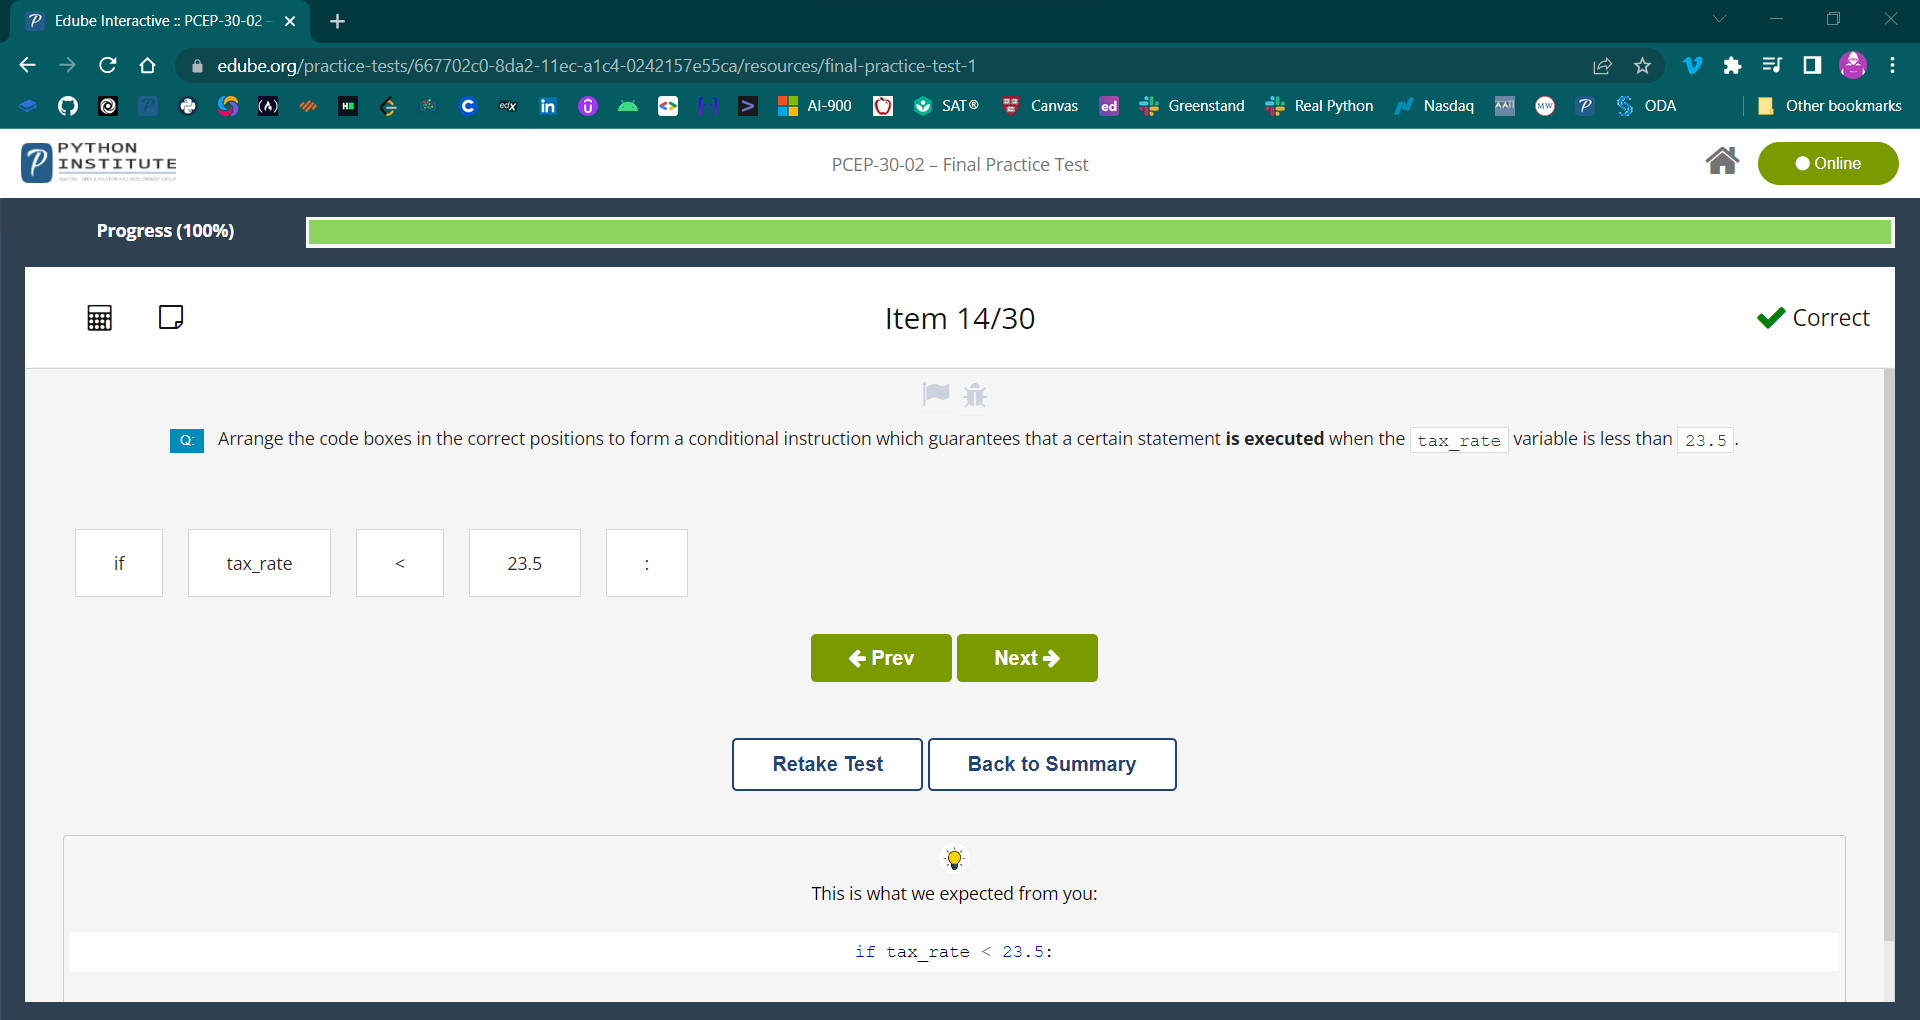 Edube Interactive :: PCEP-30-02 –
edube.org/practice-tests/667702c0-8da2-11ec-a1c4-0242157e55ca/resources/final-practice-test-1
AI-900
SAT®
Canvas
ed
Greenstand
Real Python
Nasdaq
MW
ODA
Other bookmarks
PYTHON
INSTITUTE
PCEP-30-02 – Final Practice Test
Online
Progress (100%)
Item 14/30
Correct
Q: Arrange the code boxes in the correct positions to form a conditional instruction which guarantees that a certain statement is executed when the tax_rate variable is less than 23.5.
if tax_rate < 23.5 :
Prev Next
Retake Test Back to Summary
This is what we expected from you:
if tax_rate < 23.5: